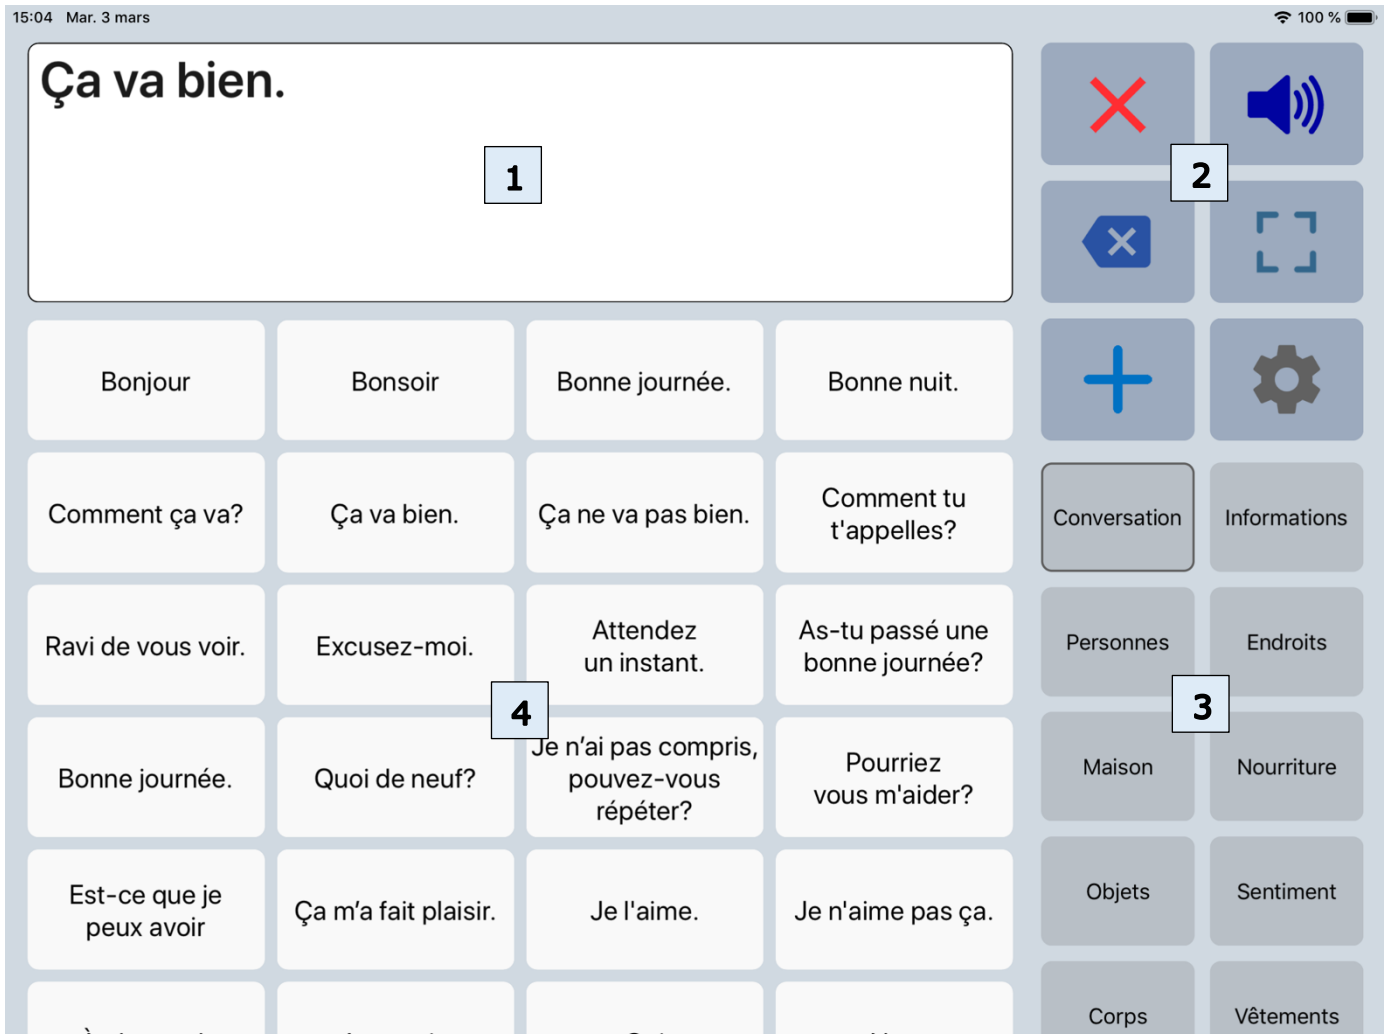 15:04 Mar. 3 mars
100 %
Ça va bien.
1
2
Bonjour
Bonsoir
Bonne journée.
Bonne nuit.
Comment ça va?
Ça va bien.
Ça ne va pas bien.
Comment tu
t'appelles?
Conversation
Informations
Ravi de vous voir.
Excusez-moi.
Attendez
un instant.
As-tu passé une
bonne journée?
Personnes
Endroits
4
3
Bonne journée.
Quoi de neuf?
Je n’ai pas compris,
pouvez-vous
répéter?
Pourriez
vous m'aider?
Maison
Nourriture
Est-ce que je
peux avoir
Ça m’a fait plaisir.
Je l'aime.
Je n'aime pas ça.
Objets
Sentiment
Corps
Vêtements